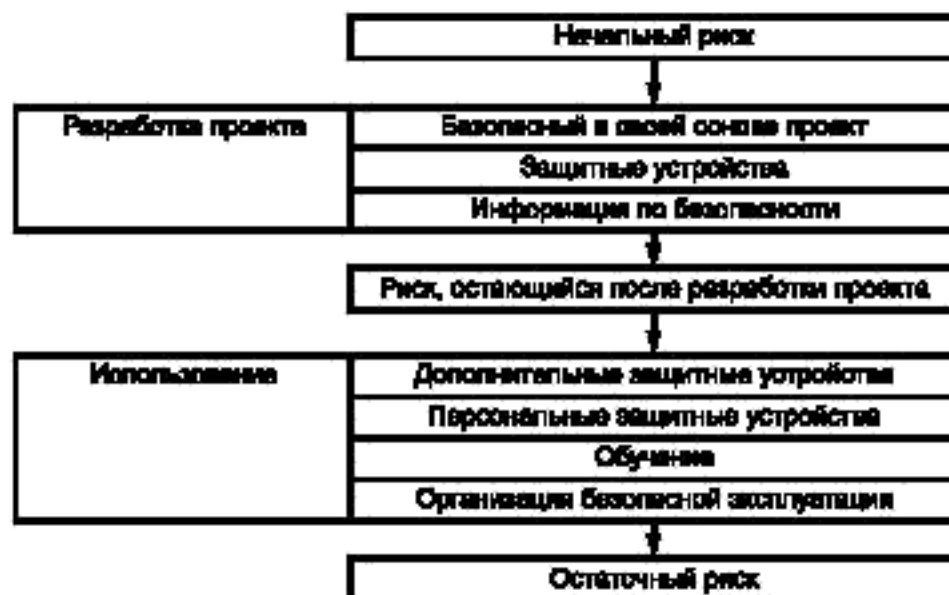 Начальный риск
Разработка проекта
Безопасный в своей основе проект
Защитные устройства
Информация по безопасности
Риск, остающейся после разработки проекта
Использование
Дополнительные защитные устройства
Персональные защитные устройства
Обучение
Организация безопасной эксплуатации
Остаточный риск